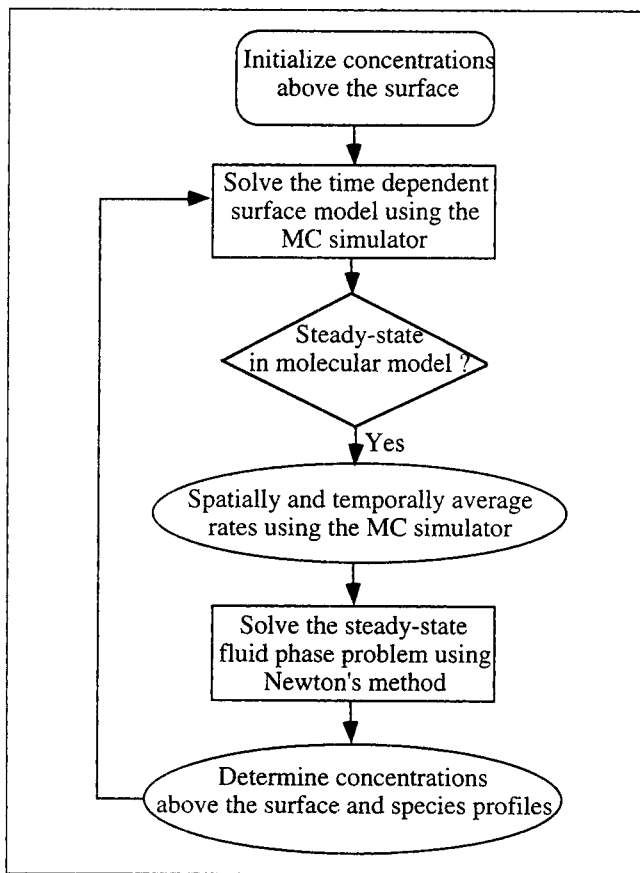 Initialize concentrations
above the surface
Solve the time dependent
surface model using the
MC simulator
Steady-state
in molecular model ?
Yes
Spatially and temporally average
rates using the MC simulator
Solve the steady-state
fluid phase problem using
Newton's method
Determine concentrations
above the surface and species profiles